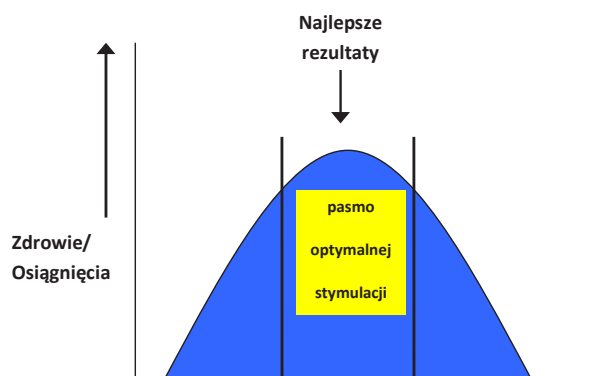 Najlepsze
rezultaty
pasmo
optymalnej
stymulacji
Zdrowie/
Osiągnięcia